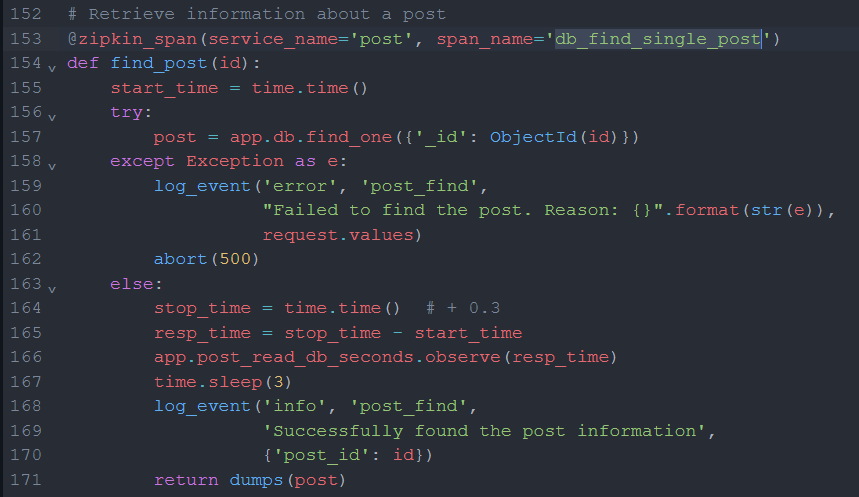 152 # Retrieve information about a post
153 @zipkin_span(service_name='post', span_name='db_find_single_post')
154 def find_post(id):
155     start_time = time.time()
156     try:
157         post = app.db.find_one({'_id': ObjectId(id)})
158     except Exception as e:
159         log_event('error', 'post_find',
160                   "Failed to find the post. Reason: {}".format(str(e)),
161                   request.values)
162         abort(500)
163     else:
164         stop_time = time.time()  # + 0.3
165         resp_time = stop_time - start_time
166         app.post_read_db_seconds.observe(resp_time)
167         time.sleep(3)
168         log_event('info', 'post_find',
169                   'Successfully found the post information',
170                   {'post_id': id})
171         return dumps(post)